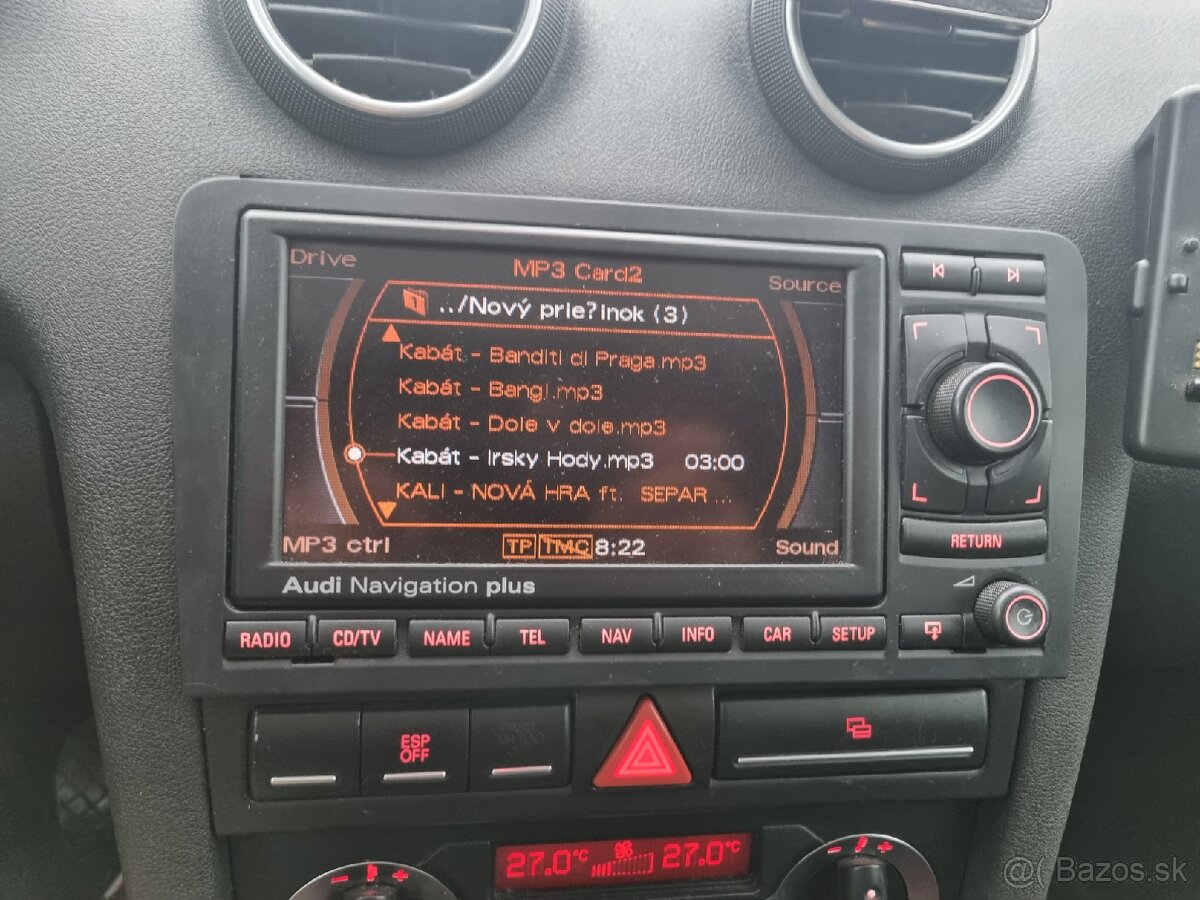 Drive
MP3 Card2
Source
../Nový prie?inok (3)
Kabát - Banditi di Praga.mp3
Kabát - Bang!.mp3
Kabát - Dole v dole.mp3
Kabát - Irsky Hody.mp3 03:00
KALI - NOVÁ HRA ft. SEPAR ...
MP3 ctrl
TP TMC 8:22
Sound
Audi Navigation plus
RETURN
RADIO CD/TV NAME TEL NAV INFO CAR SETUP
ESP
OFF
27.0°C 27.0°C
- +
- +
@Bazos.sk